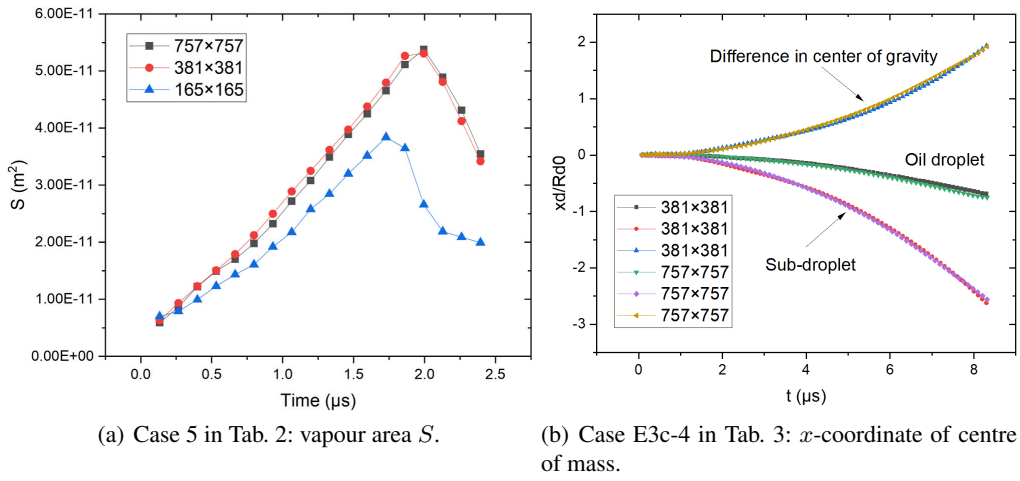 6.00E-11
5.00E-11
4.00E-11
3.00E-11
2.00E-11
1.00E-11
0.00E+00
S (m²)
757×757
381×381
165×165
0.0 0.5 1.0 1.5 2.0 2.5
Time (μs)
(a) Case 5 in Tab. 2: vapour area S.
2
1
0
-1
-2
-3
xd/Rd0
Difference in center of gravity
Oil droplet
Sub-droplet
381×381
381×381
381×381
757×757
757×757
757×757
0 2 4 6 8
t (μs)
(b) Case E3c-4 in Tab. 3: x-coordinate of centre
of mass.